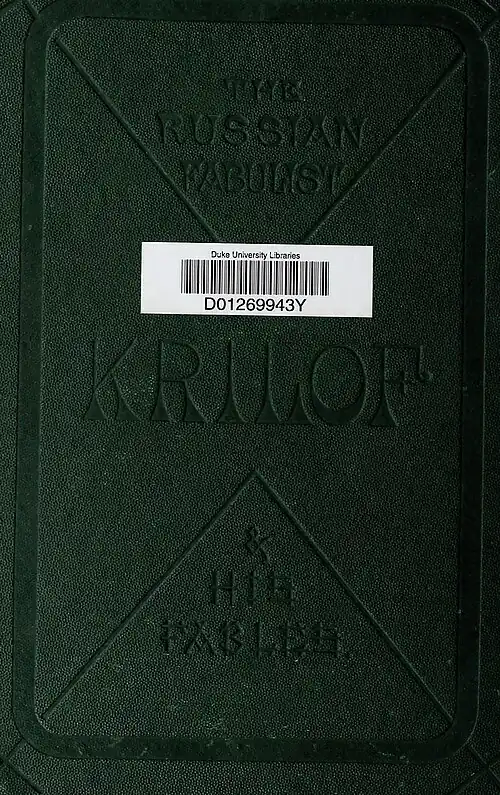 THE
RUSSIAN
FABULIST
Duke University Libraries
D01269943Y
KRILOF
&
HIS
FABLES.